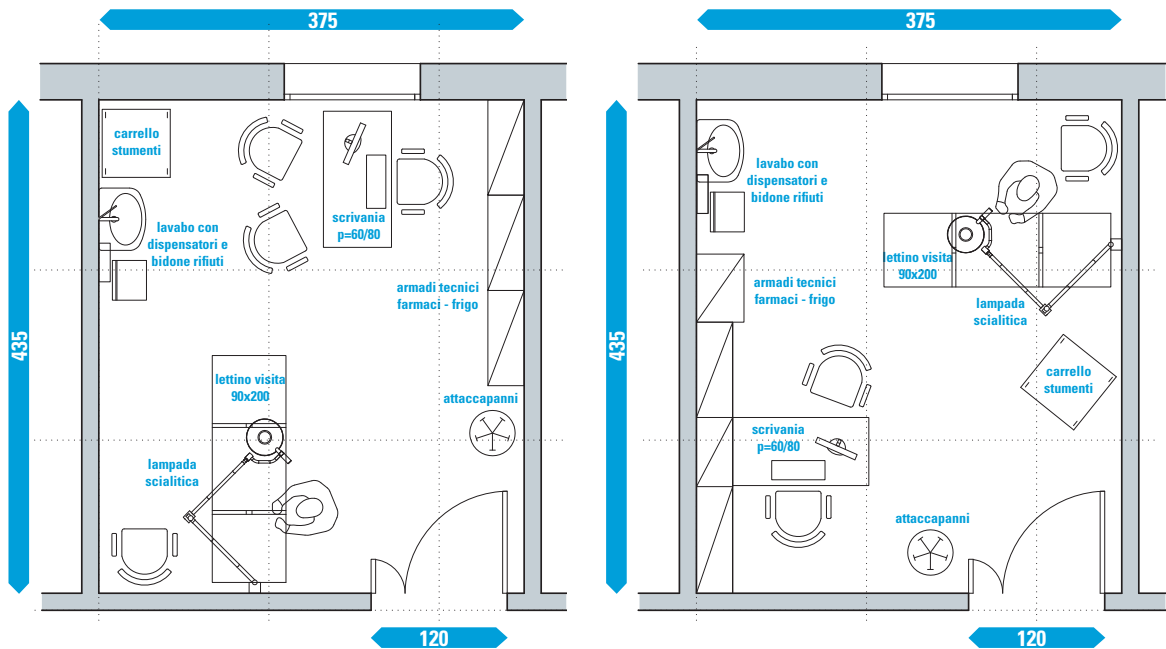 375
carrello
stumenti
lavabo con
dispensatori e
bidone rifiuti
scrivania
p=60/80
armadi tecnici
farmaci - frigo
435
lettino visita
90x200
attaccapanni
lampada
scialitica
120
375
lavabo con
dispensatori e
bidone rifiuti
lettino visita
90x200
armadi tecnici
farmaci - frigo
lampada
scialitica
435
carrello
stumenti
scrivania
p=60/80
attaccapanni
120